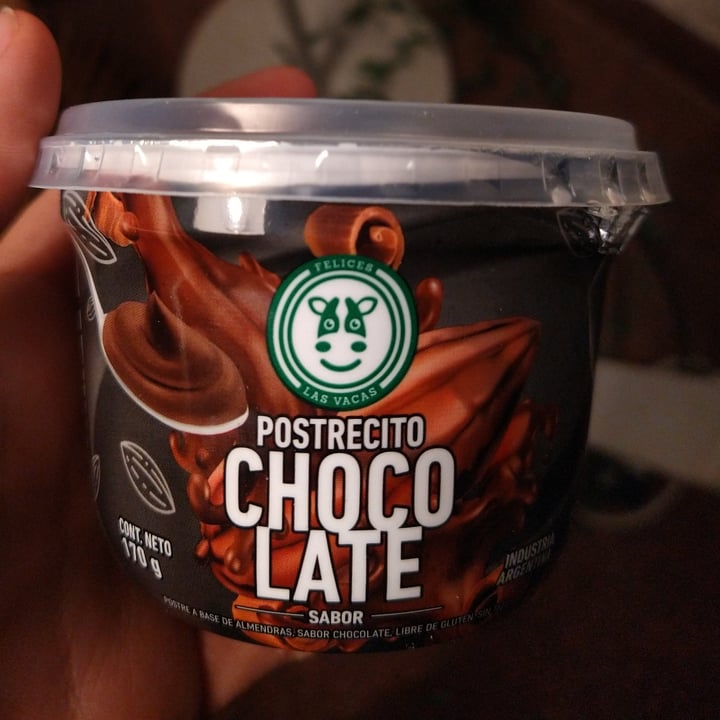 FELICES
LAS VACAS
POSTRECITO
CHOCO
LATE
SABOR
CONT. NETO
170 g
INDUSTRIA
ARGENTINA
POSTRE A BASE DE ALMENDRAS, SABOR CHOCOLATE, LIBRE DE GLUTEN SIN